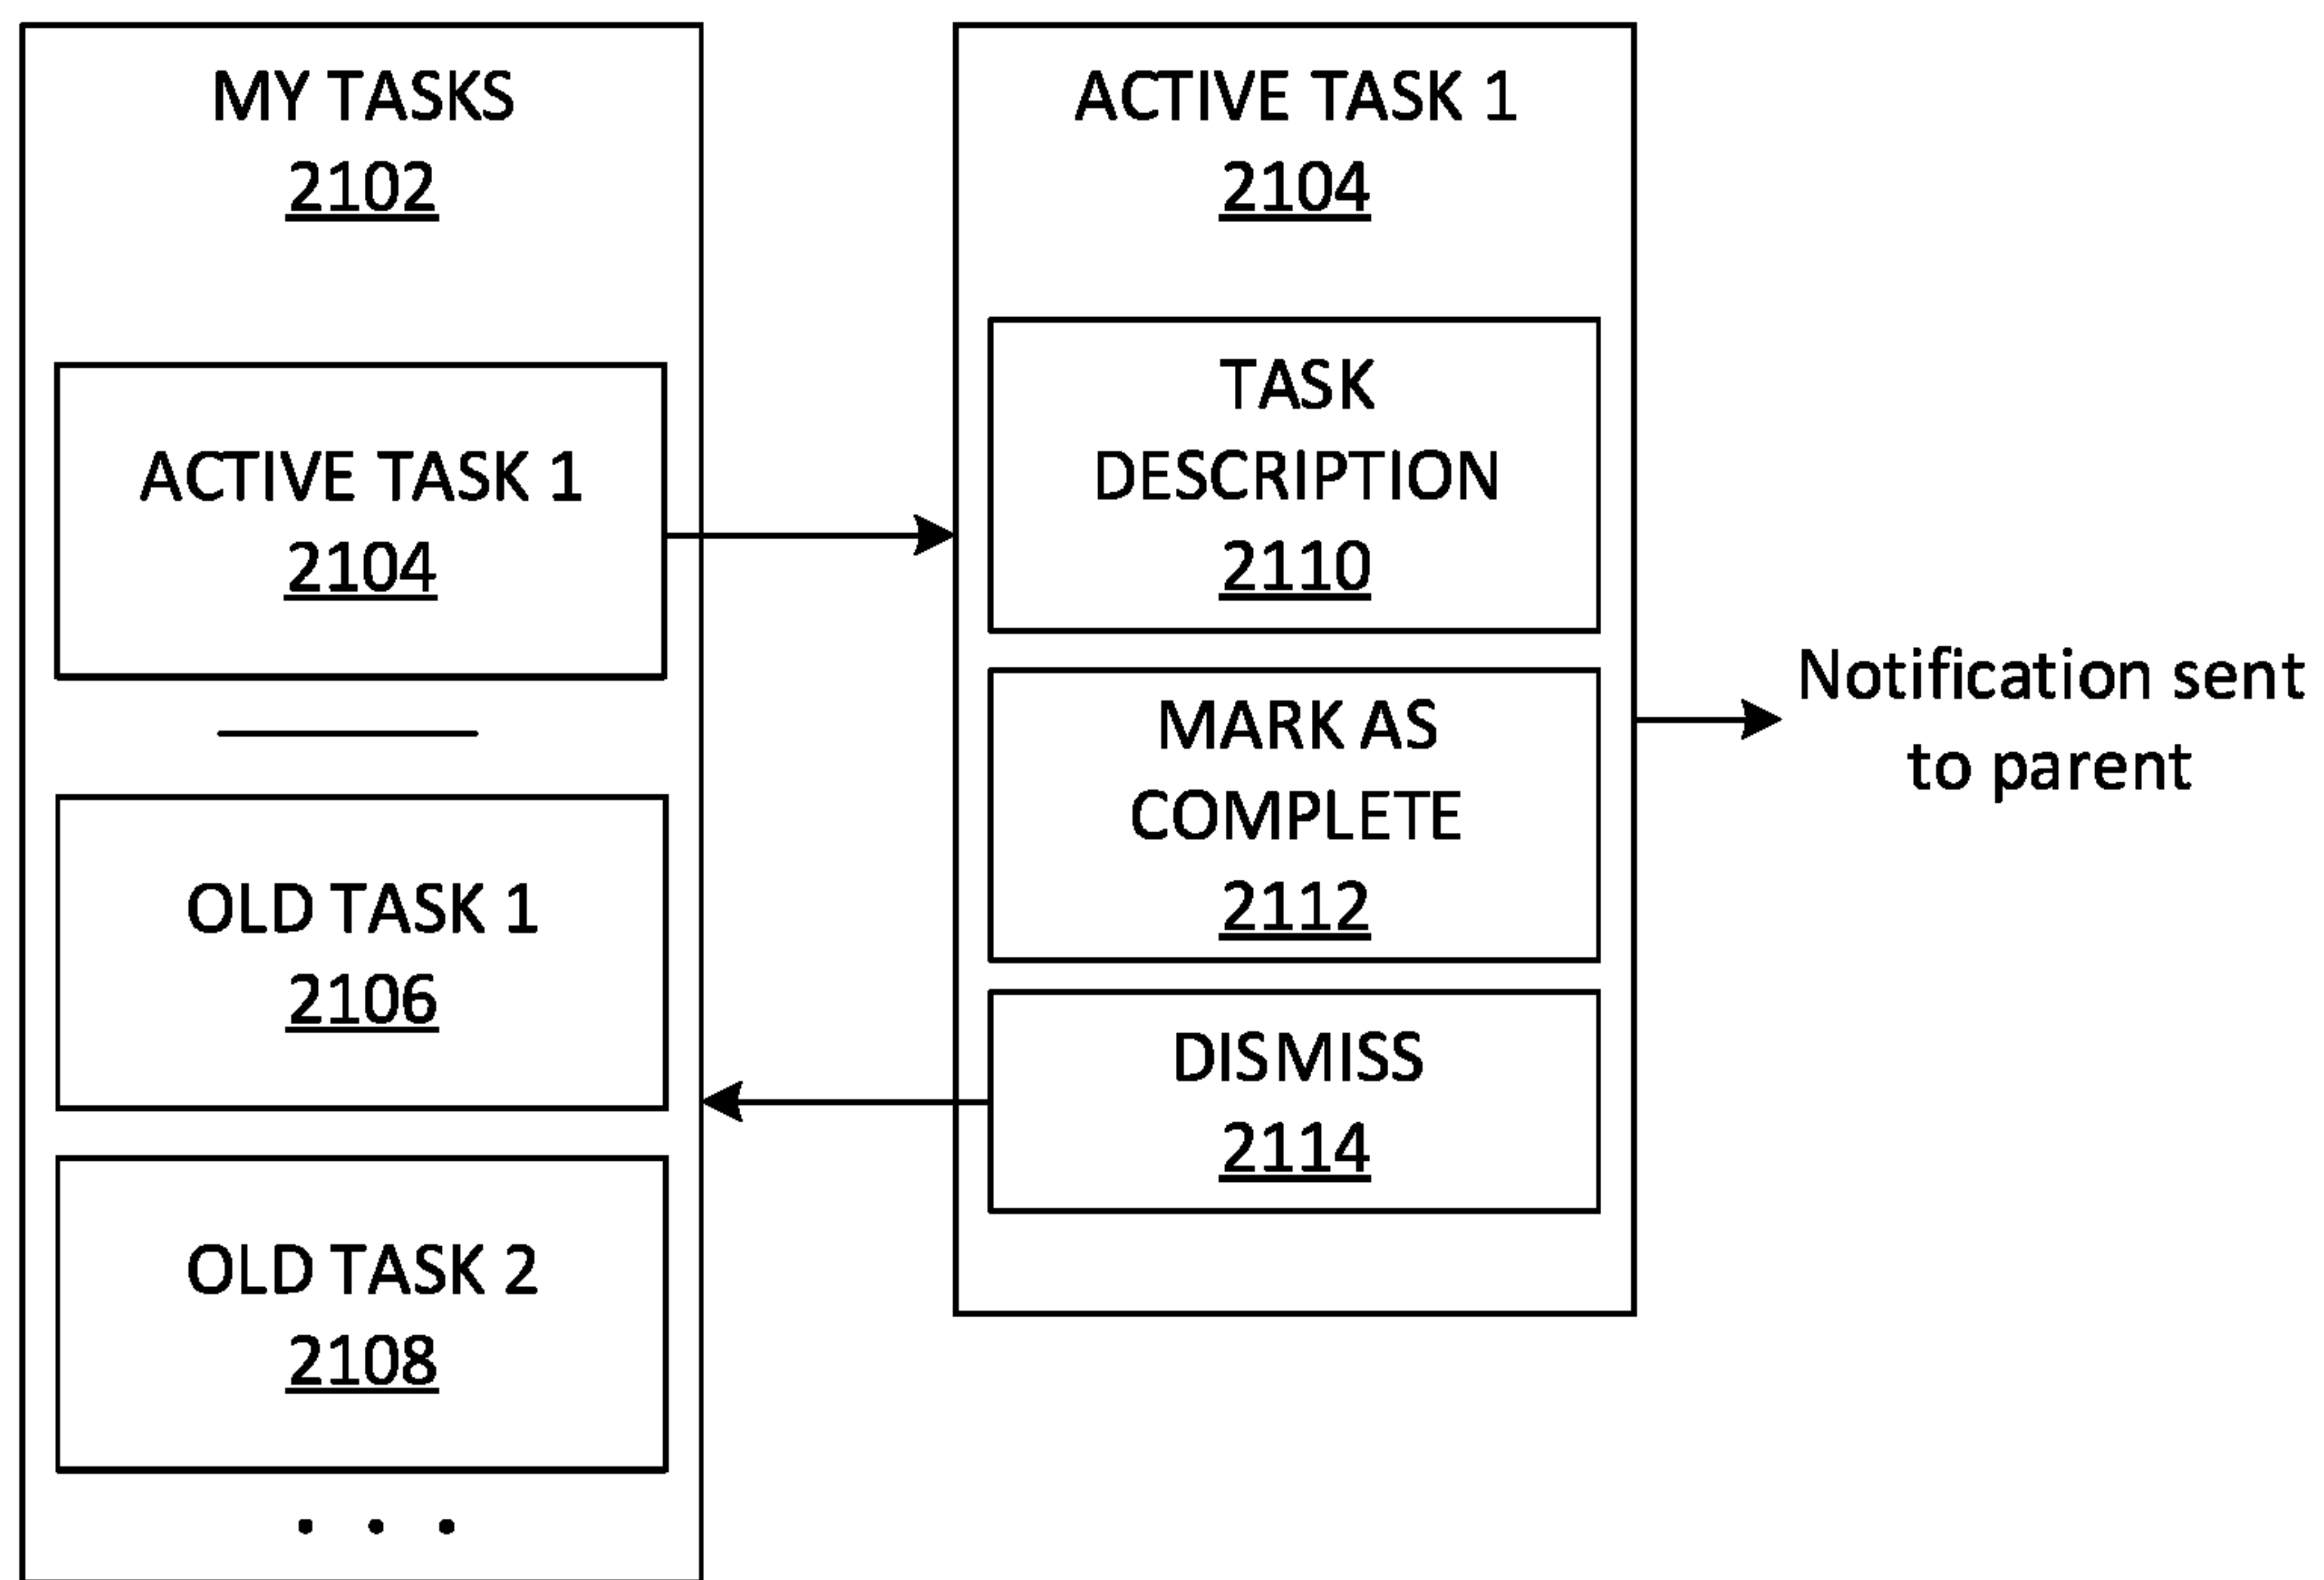 MY TASKS
2102
ACTIVE TASK 1
2104
OLD TASK 1
2106
OLD TASK 2
2108
. . .
ACTIVE TASK 1
2104
TASK
DESCRIPTION
2110
MARK AS
COMPLETE
2112
DISMISS
2114
Notification sent
to parent